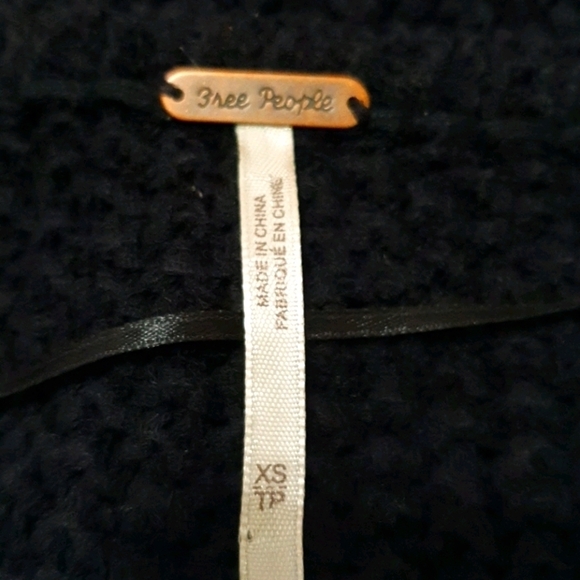 Free People
MADE IN CHINA
FABRIQUÉ EN CHINE
XS
TP